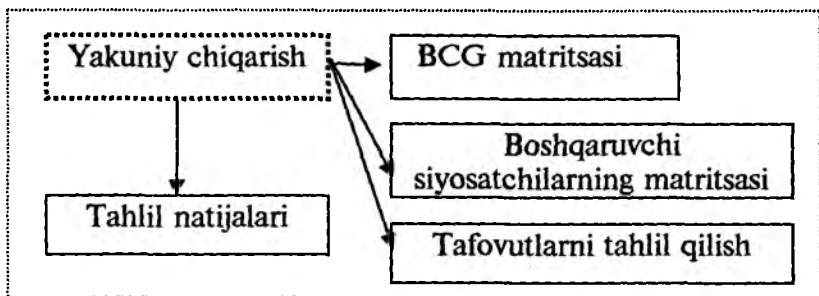 Yakuniy chiqarish
BCG matritsasi
Boshqaruvchi
siyosatchilarning matritsasi
Tahlil natijalari
Tafovutlarni tahlil qilish